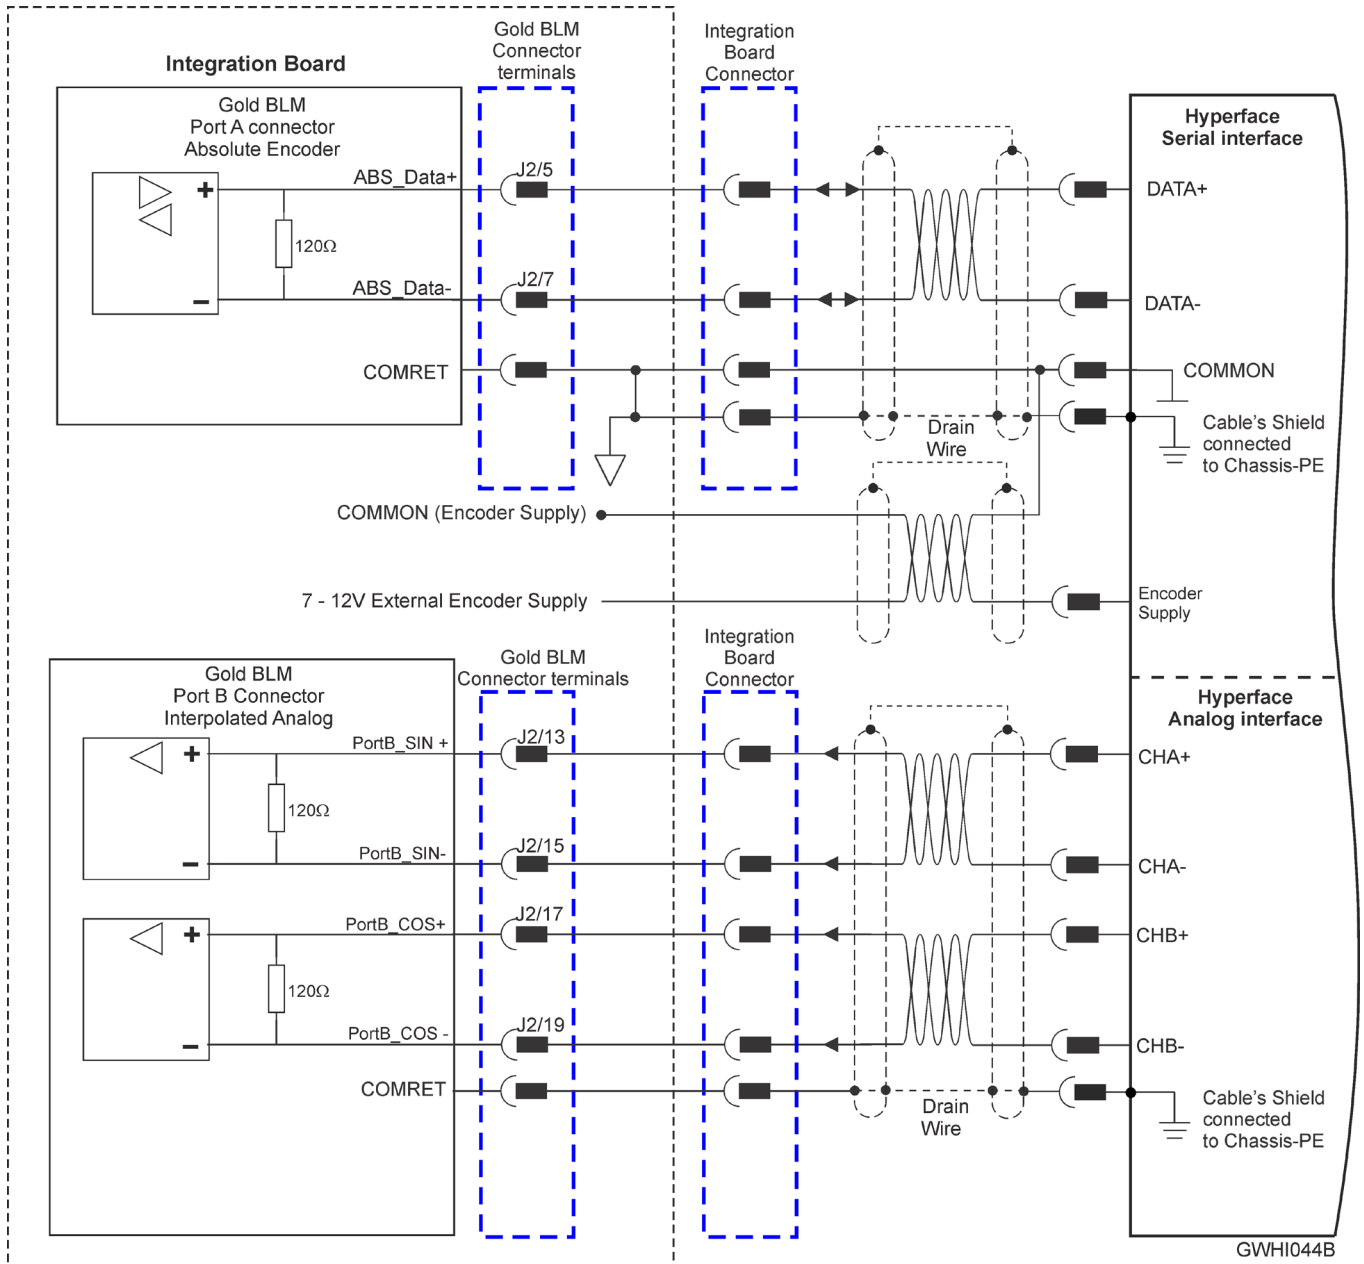 Integration Board
Gold BLM
Connector
terminals
Integration
Board
Connector
Gold BLM
Port A connector
Absolute Encoder
Hyperface
Serial interface
+
ABS_Data+
J2/5
DATA+
120Ω
−
ABS_Data-
J2/7
DATA-
COMRET
COMMON
Drain
Wire
Cable's Shield
connected
to Chassis-PE
COMMON (Encoder Supply)
7 - 12V External Encoder Supply
Encoder
Supply
Gold BLM
Port B Connector
Interpolated Analog
Gold BLM
Connector terminals
Integration
Board
Connector
Hyperface
Analog interface
+
PortB_SIN +
J2/13
CHA+
120Ω
−
PortB_SIN-
J2/15
CHA-
+
PortB_COS+
J2/17
CHB+
120Ω
−
PortB_COS -
J2/19
CHB-
COMRET
Drain
Wire
Cable's Shield
connected
to Chassis-PE
GWHI044B